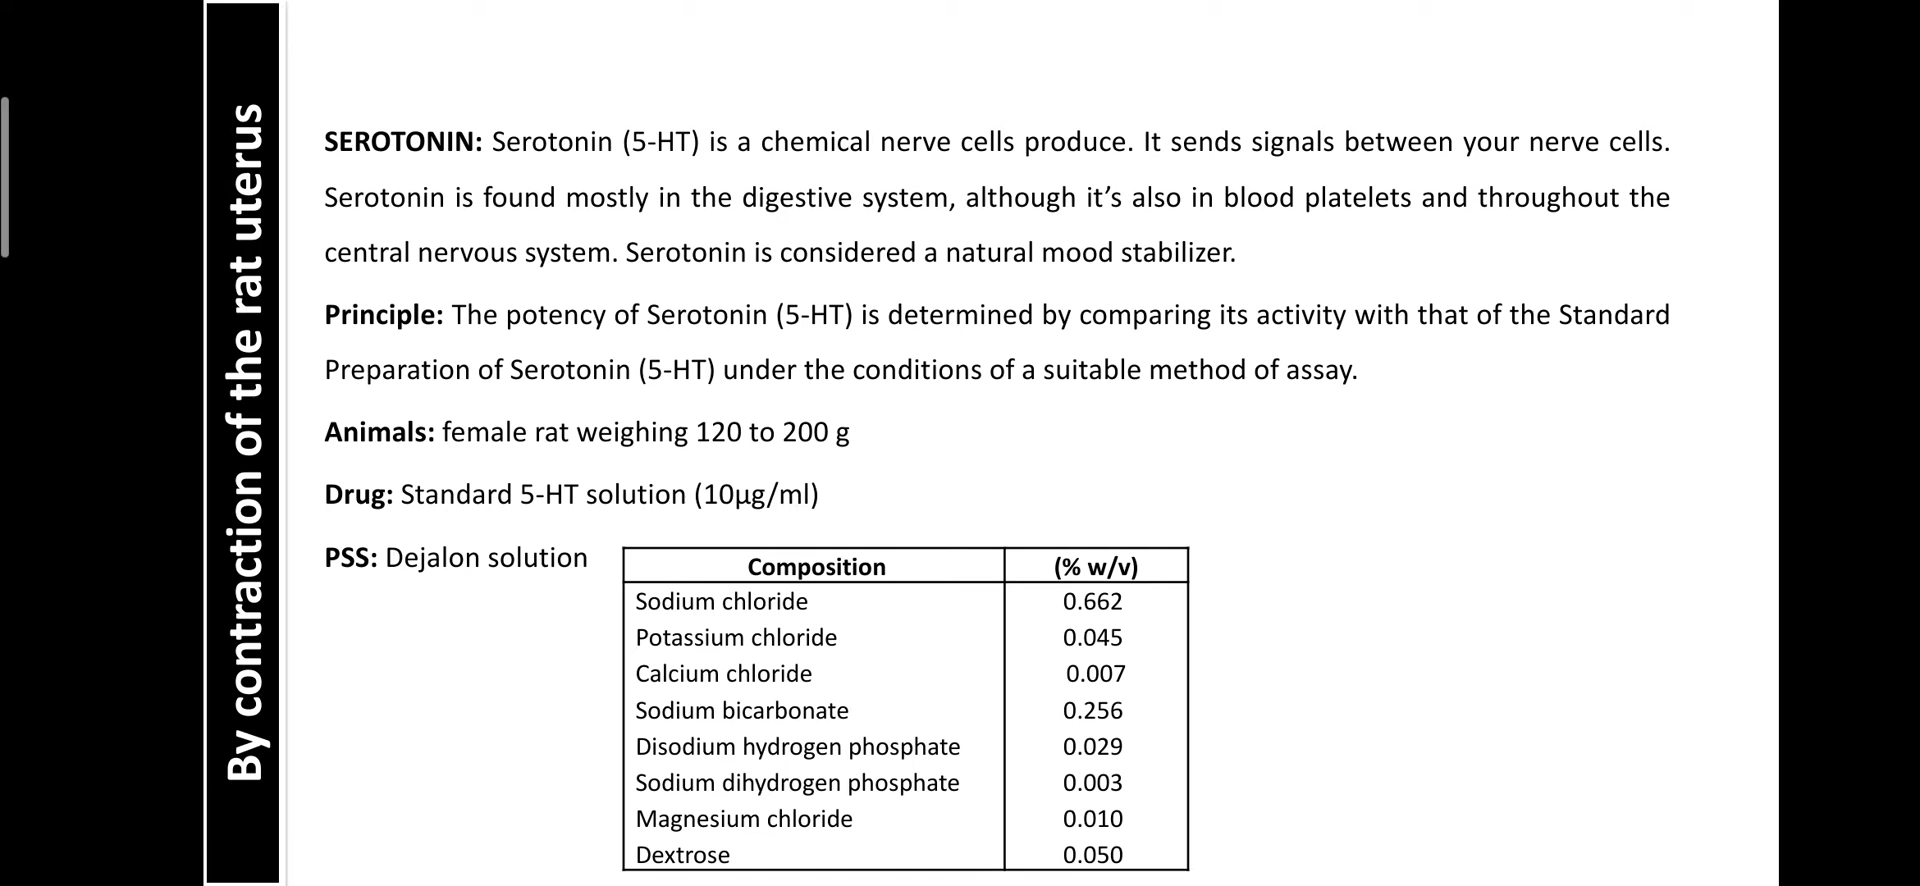 By contraction of the rat uterus
SEROTONIN: Serotonin (5-HT) is a chemical nerve cells produce. It sends signals between your nerve cells.
Serotonin is found mostly in the digestive system, although it’s also in blood platelets and throughout the
central nervous system. Serotonin is considered a natural mood stabilizer.
Principle: The potency of Serotonin (5-HT) is determined by comparing its activity with that of the Standard
Preparation of Serotonin (5-HT) under the conditions of a suitable method of assay.
Animals: female rat weighing 120 to 200 g
Drug: Standard 5-HT solution (10µg/ml)
PSS: Dejalon solution
Composition (% w/v)
Sodium chloride 0.662
Potassium chloride 0.045
Calcium chloride 0.007
Sodium bicarbonate 0.256
Disodium hydrogen phosphate 0.029
Sodium dihydrogen phosphate 0.003
Magnesium chloride 0.010
Dextrose 0.050